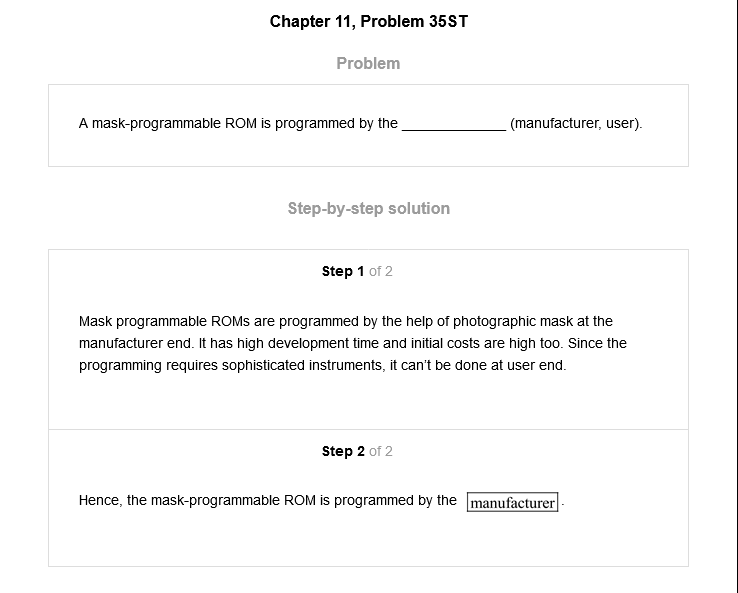 Chapter 11, Problem 35ST
Problem
A mask-programmable ROM is programmed by the _____________ (manufacturer, user).
Step-by-step solution
Step 1 of 2
Mask programmable ROMs are programmed by the help of photographic mask at the
manufacturer end. It has high development time and initial costs are high too. Since the
programming requires sophisticated instruments, it can’t be done at user end.
Step 2 of 2
Hence, the mask-programmable ROM is programmed by the manufacturer.